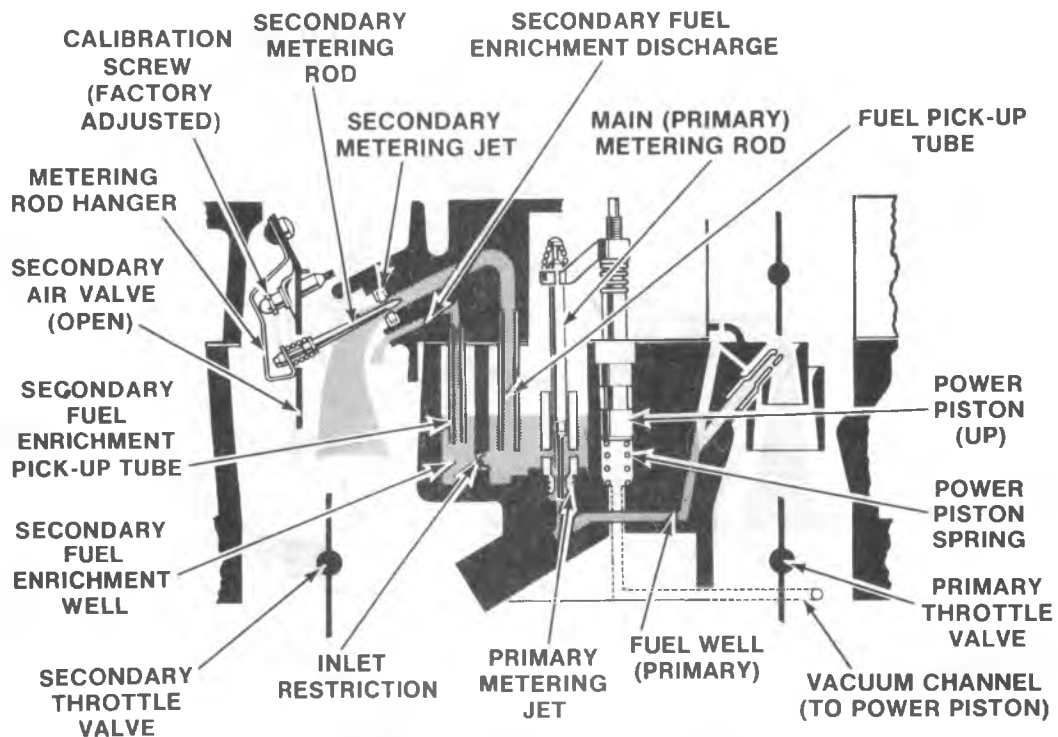 CALIBRATION
SCREW
(FACTORY
ADJUSTED)
SECONDARY
METERING
ROD
SECONDARY FUEL
ENRICHMENT DISCHARGE
SECONDARY
METERING JET
MAIN (PRIMARY)
METERING ROD
FUEL PICK-UP
TUBE
METERING
ROD HANGER
SECONDARY
AIR VALVE
(OPEN)
SECONDARY
FUEL
ENRICHMENT
PICK-UP TUBE
SECONDARY
FUEL
ENRICHMENT
WELL
SECONDARY
THROTTLE
VALVE
INLET
RESTRICTION
PRIMARY
METERING
JET
FUEL WELL
(PRIMARY)
POWER
PISTON
(UP)
POWER
PISTON
SPRING
PRIMARY
THROTTLE
VALVE
VACUUM CHANNEL
(TO POWER PISTON)